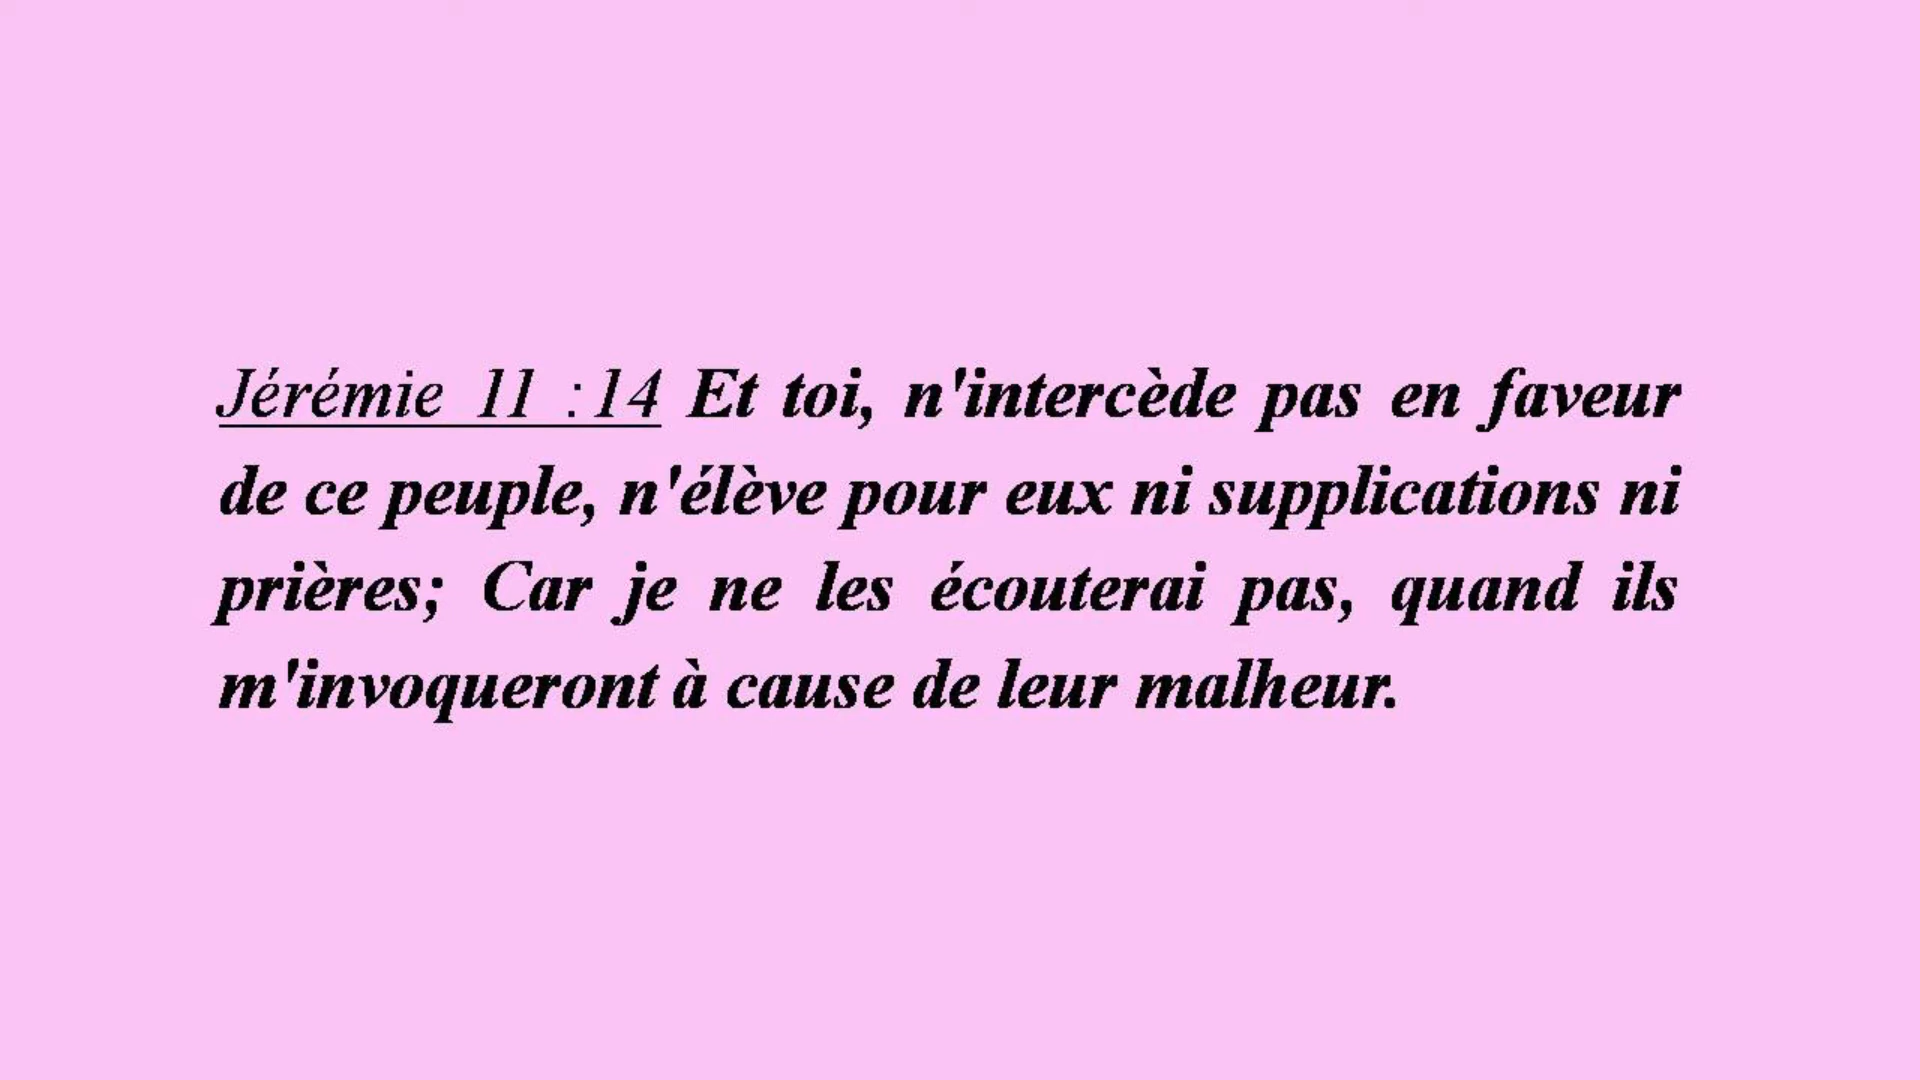 Jérémie 11 :14 Et toi, n'intercède pas en faveur
de ce peuple, n'élève pour eux ni supplications ni
prières; Car je ne les écouterai pas, quand ils
m'invoqueront à cause de leur malheur.